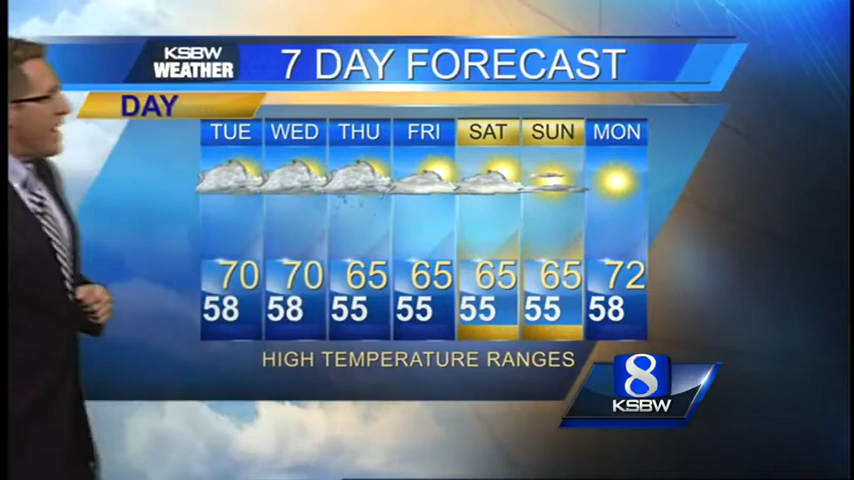 KSBW
WEATHER
7 DAY FORECAST
DAY
TUE WED THU FRI SAT SUN MON
70 70 65 65 65 65 72
58 58 55 55 55 55 58
HIGH TEMPERATURE RANGES
8
KSBW